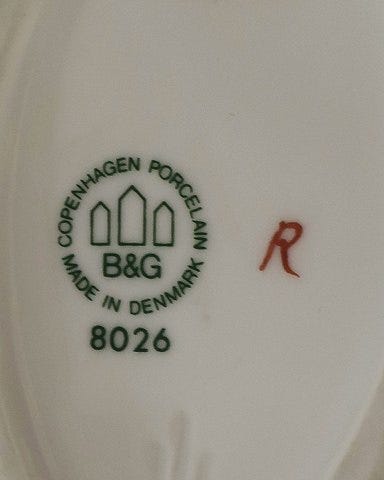 COPENHAGEN PORCELAIN
B&G
MADE IN DENMARK
8026
R